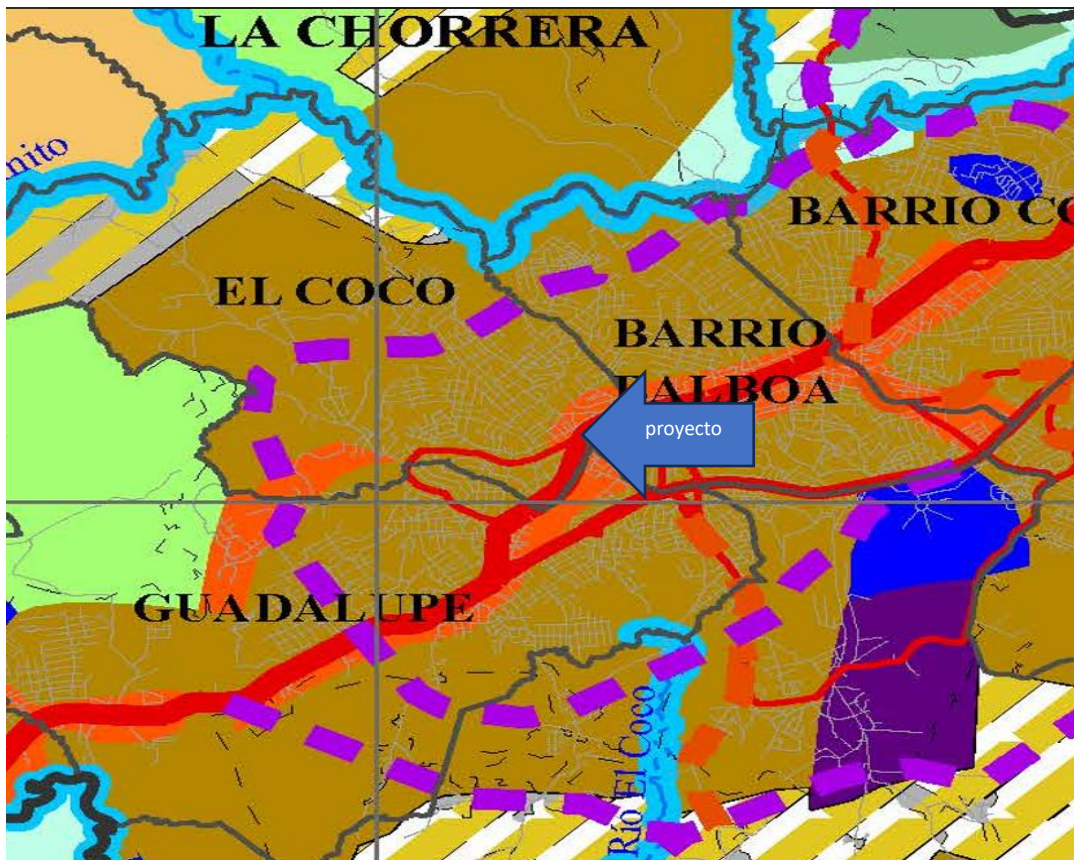 LA CHORRERA
nito
BARRIO CO
EL COCO
BARRIO
BALBOA
proyecto
GUADALUPE
Río El Coco